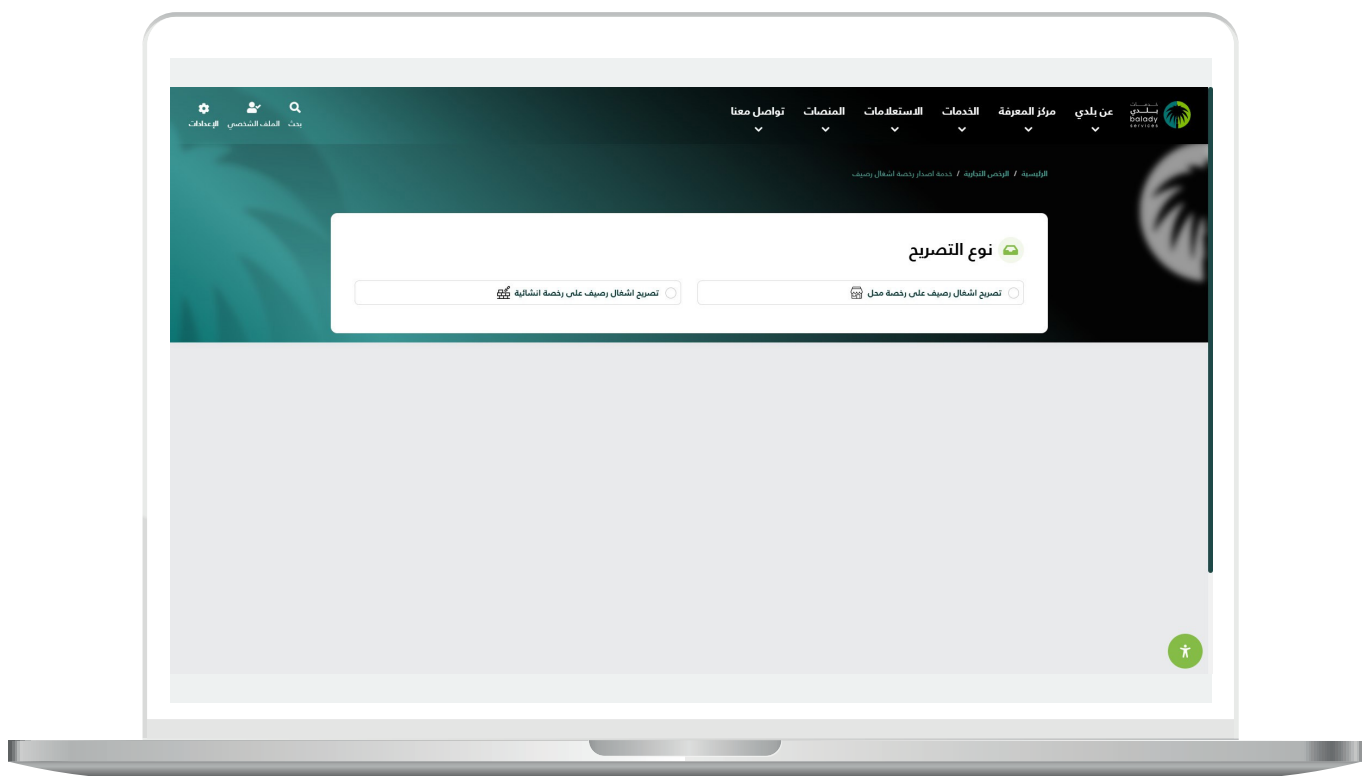 خدمات
بلدي
balady
services
عن بلدي
مركز المعرفة
الخدمات
الاستعلامات
المنصات
تواصل معنا
بحث
الملف الشخصي
الإعدادات
الرئيسية / الرخص التجارية / خدمة اصدار رخصة اشغال رصيف
نوع التصريح
تصريح اشغال رصيف على رخصة محل
تصريح اشغال رصيف على رخصة انشائية